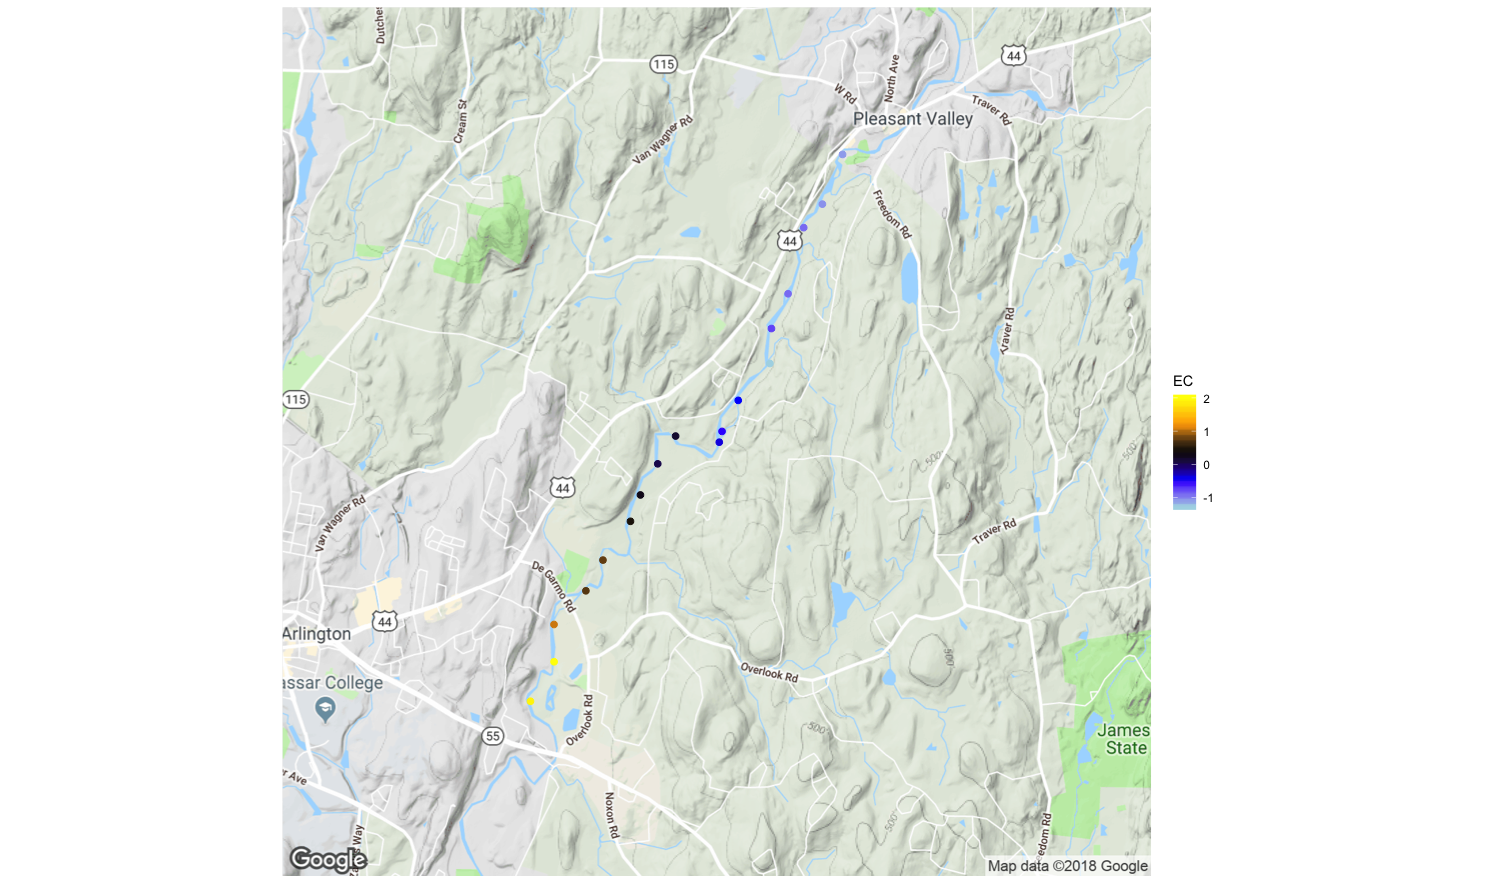 Dutches
115
44
North Ave
W Rd
Traver Rd
Pleasant Valley
Cream St
Van Wagner Rd
Freedom Rd
44
Traver Rd
EC
2
1
0
-1
115
500
500
44
Van Wagner Rd
Traver Rd
De Garmo Rd
44
Arlington
500
Overlook Rd
assar College
Overlook Rd
55
500
James
State
r Ave
Noxon Rd
500
eedom Rd
s Way
Google
Map data ©2018 Google